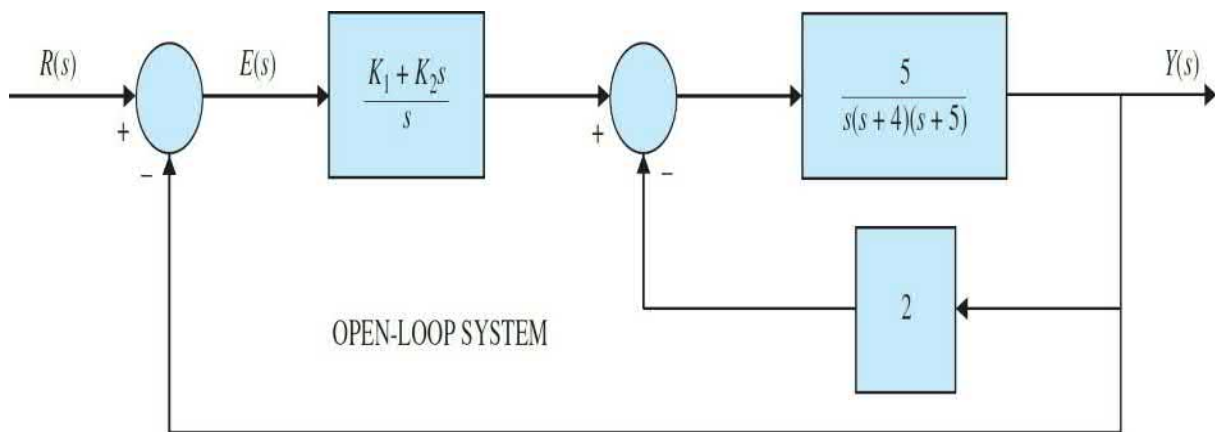 R(s)
E(s)
K₁ + K₂s
s
5
s(s + 4)(s + 5)
Y(s)
+
−
+
−
2
OPEN-LOOP SYSTEM